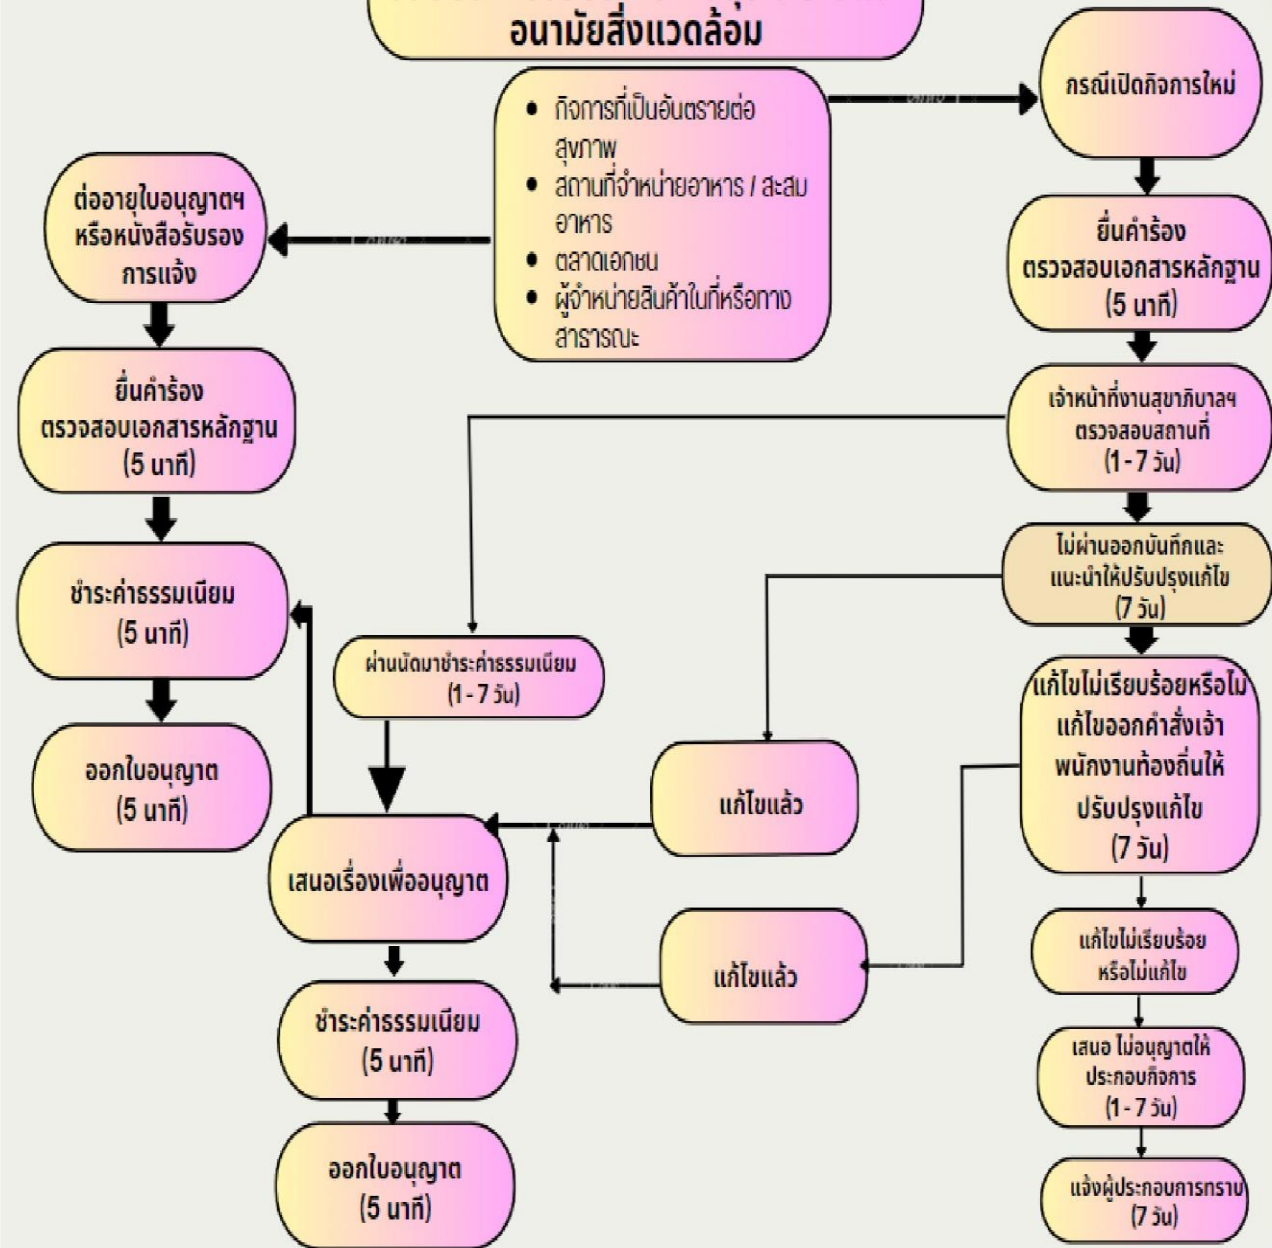 อนามัยสิ่งแวดล้อม
• กิจการที่เป็นอันตรายต่อ
สุขภาพ
• สถานที่จำหน่ายอาหาร / สะสม
อาหาร
• ตลาดเอกชน
• ผู้จำหน่ายสินค้าในที่หรือทาง
สาธารณะ
กรณีเปิดกิจการใหม่
ยื่นคำร้อง
ตรวจสอบเอกสารหลักฐาน
(5 นาที)
เจ้าหน้าที่งานสุขาภิบาลฯ
ตรวจสอบสถานที่
(1 - 7 วัน)
ไม่ผ่านออกบันทึกและ
แนะนำให้ปรับปรุงแก้ไข
(7 วัน)
แก้ไขไม่เรียบร้อยหรือไม่
แก้ไขออกคำสั่งเจ้า
พนักงานท้องถิ่นให้
ปรับปรุงแก้ไข
(7 วัน)
แก้ไขไม่เรียบร้อย
หรือไม่แก้ไข
เสนอ ไม่อนุญาตให้
ประกอบกิจการ
(1 - 7 วัน)
แจ้งผู้ประกอบการทราบ
(7 วัน)
ต่ออายุใบอนุญาตฯ
หรือหนังสือรับรอง
การแจ้ง
ยื่นคำร้อง
ตรวจสอบเอกสารหลักฐาน
(5 นาที)
ชำระค่าธรรมเนียม
(5 นาที)
ออกใบอนุญาต
(5 นาที)
ผ่านนัดมาชำระค่าธรรมเนียม
(1 - 7 วัน)
แก้ไขแล้ว
แก้ไขแล้ว
เสนอเรื่องเพื่ออนุญาต
ชำระค่าธรรมเนียม
(5 นาที)
ออกใบอนุญาต
(5 นาที)